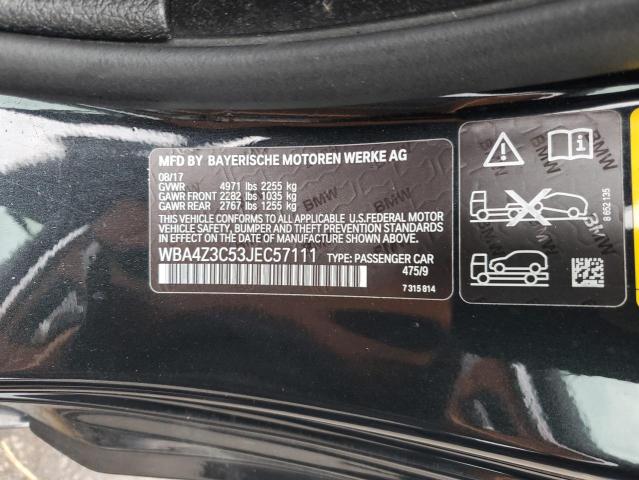 MFD BY BAYERISCHE MOTOREN WERKE AG
08/17
GVWR 4971 lbs 2255 kg
GAWR FRONT 2282 lbs 1035 kg
GAWR REAR 2767 lbs 1255 kg
THIS VEHICLE CONFORMS TO ALL APPLICABLE U.S.FEDERAL MOTOR
VEHICLE SAFETY, BUMPER, AND THEFT PREVENTION STANDARDS
IN EFFECT ON THE DATE OF MANUFACTURE SHOWN ABOVE.
WBA4Z3C53JEC57111 TYPE: PASSENGER CAR
475/9
7 315 814
BMW
BMW
BMW
8 652 135